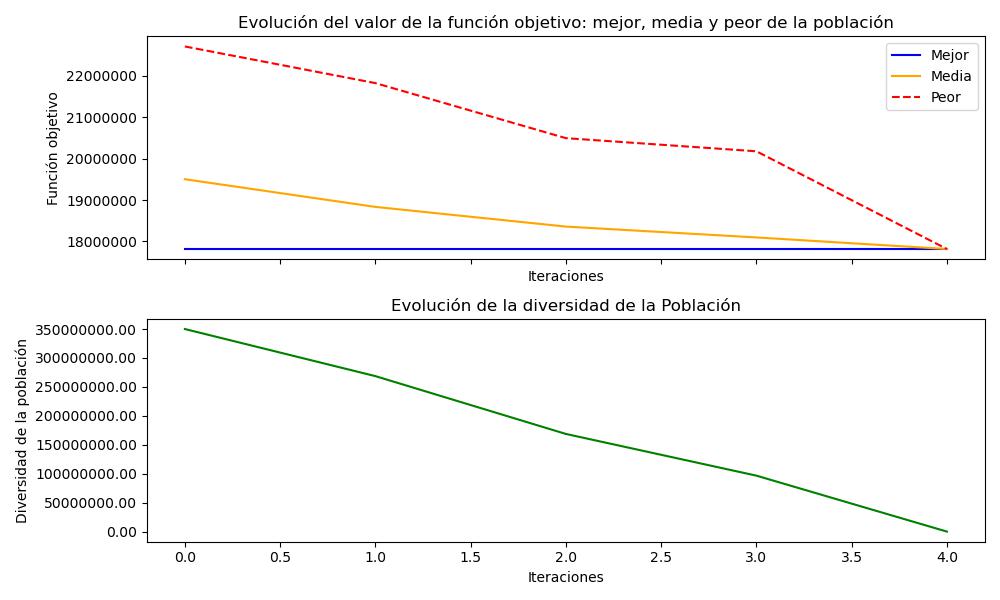 Evolución del valor de la función objetivo: mejor, media y peor de la población
Función objetivo
22000000
21000000
20000000
19000000
18000000
Mejor
Media
Peor
Iteraciones
Evolución de la diversidad de la Población
Diversidad de la población
350000000.00
300000000.00
250000000.00
200000000.00
150000000.00
100000000.00
50000000.00
0.00
0.0 0.5 1.0 1.5 2.0 2.5 3.0 3.5 4.0
Iteraciones